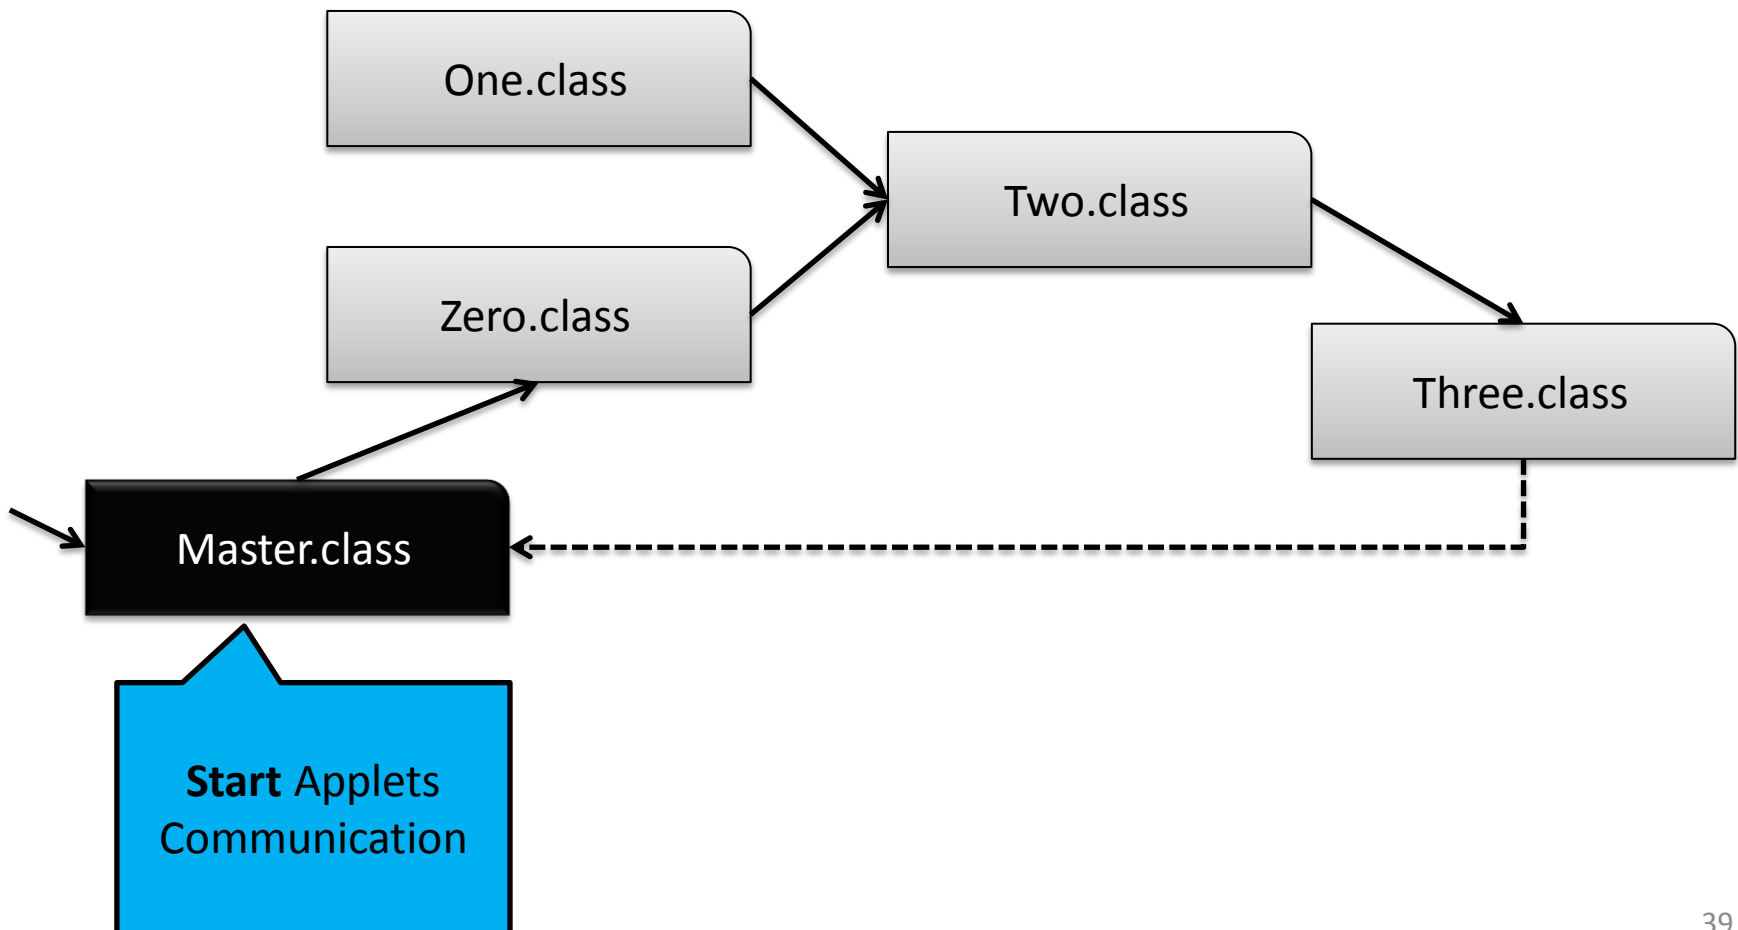 One.class
Two.class
Zero.class
Three.class
Master.class
Start Applets
Communication
39